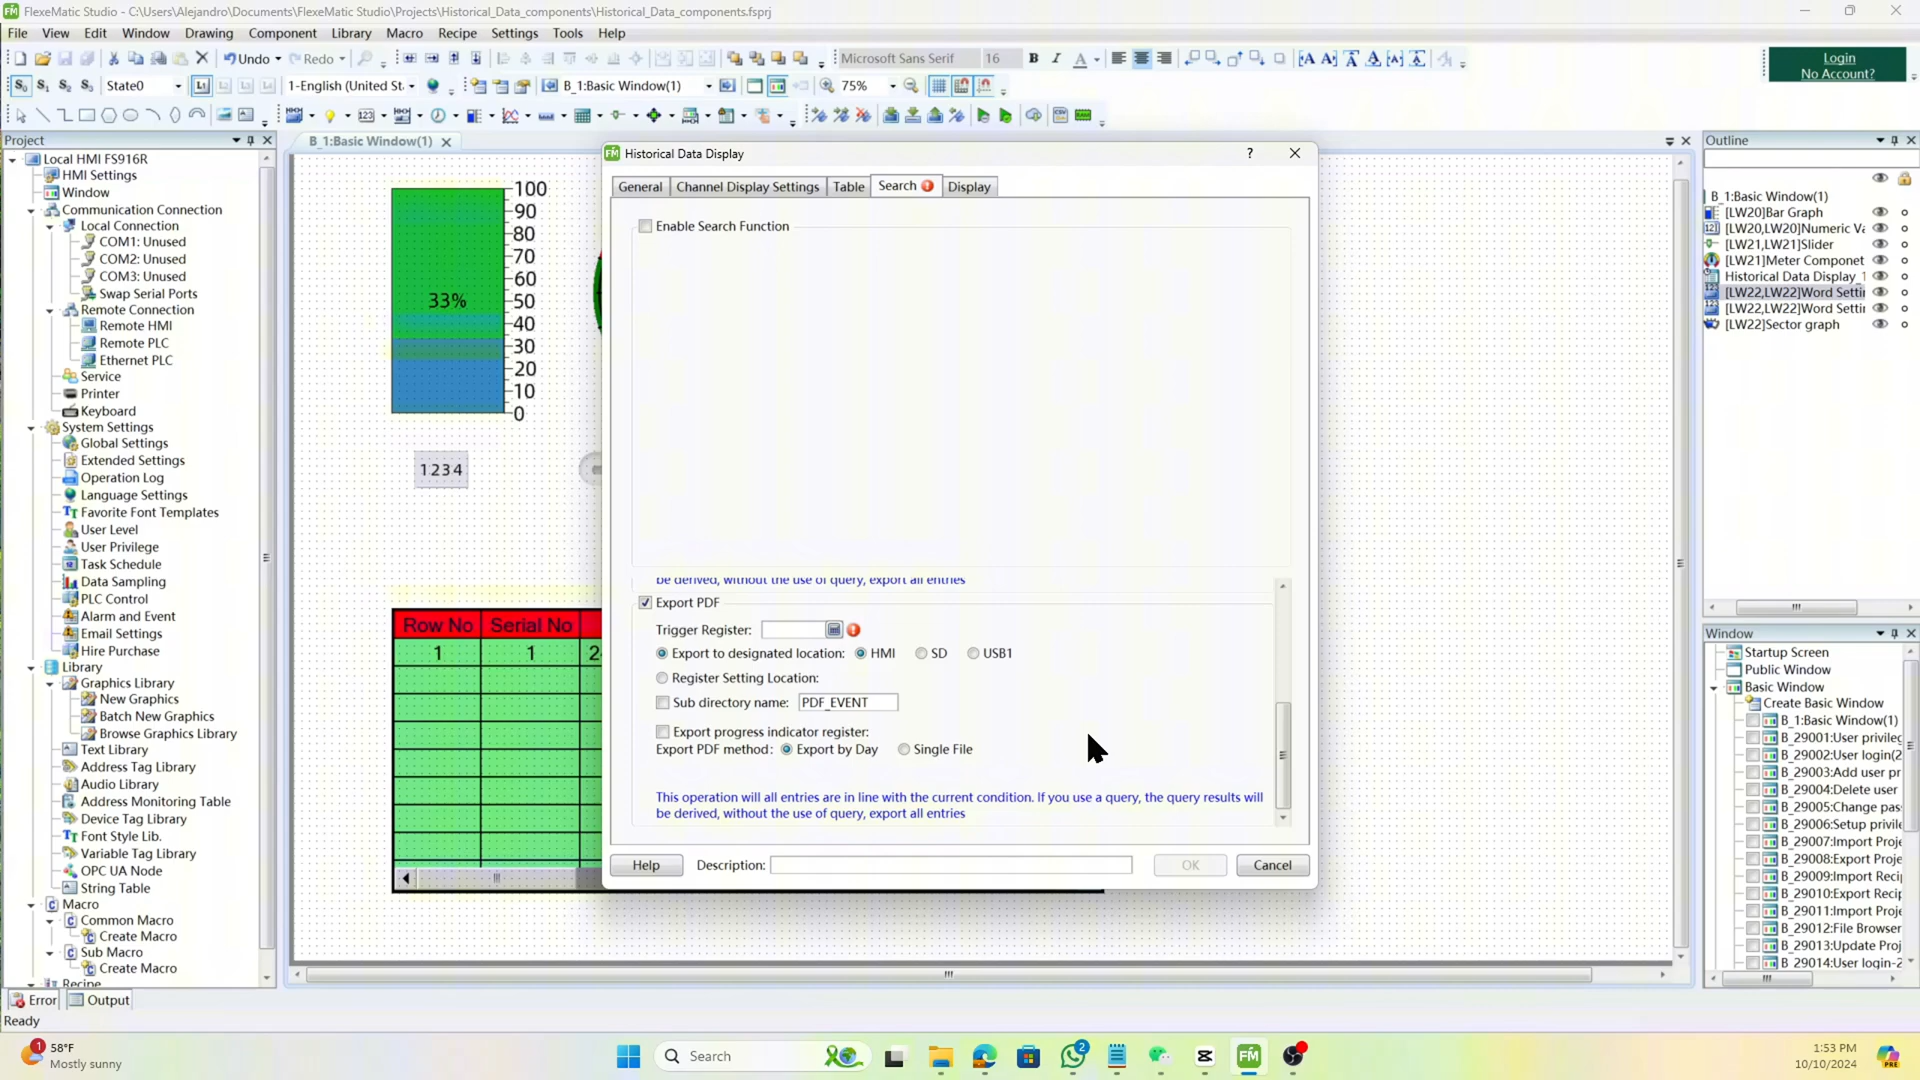 FlexeMatic Studio - C:\Users\Alejandro\Documents\FlexeMatic Studio\Projects\Historical_Data_components\Historical_Data_components.fsprj
File View Edit Window Drawing Component Library Macro Recipe Settings Tools Help
Undo Redo Microsoft Sans Serif 16 B I A
Login
No Account?
State0 1-English (United St B_1:Basic Window(1) 75%
Project
B_1:Basic Window(1)
Outline
Local HMI FS916R
HMI Settings
Window
Communication Connection
Local Connection
COM1: Unused
COM2: Unused
COM3: Unused
Swap Serial Ports
Remote Connection
Remote HMI
Remote PLC
Ethernet PLC
Service
Printer
Keyboard
System Settings
Global Settings
Extended Settings
Operation Log
Language Settings
Favorite Font Templates
User Level
User Privilege
Task Schedule
Data Sampling
PLC Control
Alarm and Event
Email Settings
Hire Purchase
Library
Graphics Library
New Graphics
Batch New Graphics
Browse Graphics Library
Text Library
Address Tag Library
Audio Library
Address Monitoring Table
Device Tag Library
Font Style Lib.
Variable Tag Library
OPC UA Node
String Table
Macro
Common Macro
Create Macro
Sub Macro
Create Macro
Recipe
Error Output
Ready
100
90
80
70
60
50
40
30
20
10
0
33%
1234
Row No Serial No
1 1 2
Historical Data Display
General Channel Display Settings Table Search Display
Enable Search Function
be derived, without the use of query, export all entries
Export PDF
Trigger Register:
Export to designated location: HMI SD USB1
Register Setting Location:
Sub directory name: PDF_EVENT
Export progress indicator register:
Export PDF method: Export by Day Single File
This operation will all entries are in line with the current condition. If you use a query, the query results will
be derived, without the use of query, export all entries
Help Description: OK Cancel
B_1:Basic Window(1)
[LW20]Bar Graph
[LW20,LW20]Numeric Va
[LW21,LW21]Slider
[LW21]Meter Componet
Historical Data Display_1
[LW22,LW22]Word Settin
[LW22,LW22]Word Settin
[LW22]Sector graph
Window
Startup Screen
Public Window
Basic Window
Create Basic Window
B_1:Basic Window(1)
B_29001:User privileg
B_29002:User login(2
B_29003:Add user pr
B_29004:Delete user
B_29005:Change pas
B_29006:Setup privile
B_29007:Import Proj
B_29008:Export Proje
B_29009:Import Reci
B_29010:Export Recip
B_29011:Import Proje
B_29012:File Browser
B_29013:Update Proj
B_29014:User login-2
1
58°F
Mostly sunny
Search
2
FM
1:53 PM
10/10/2024
PRE